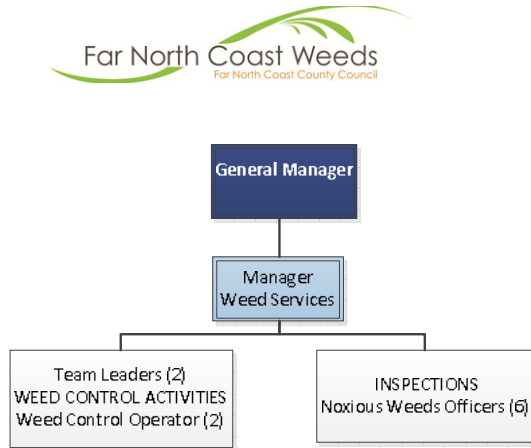 Far North Coast Weeds
Far North Coast County Council
General Manager
Manager
Weed Services
Team Leaders (2)
WEED CONTROL ACTIVITIES
Weed Control Operator (2)
INSPECTIONS
Noxious Weeds Officers (6)